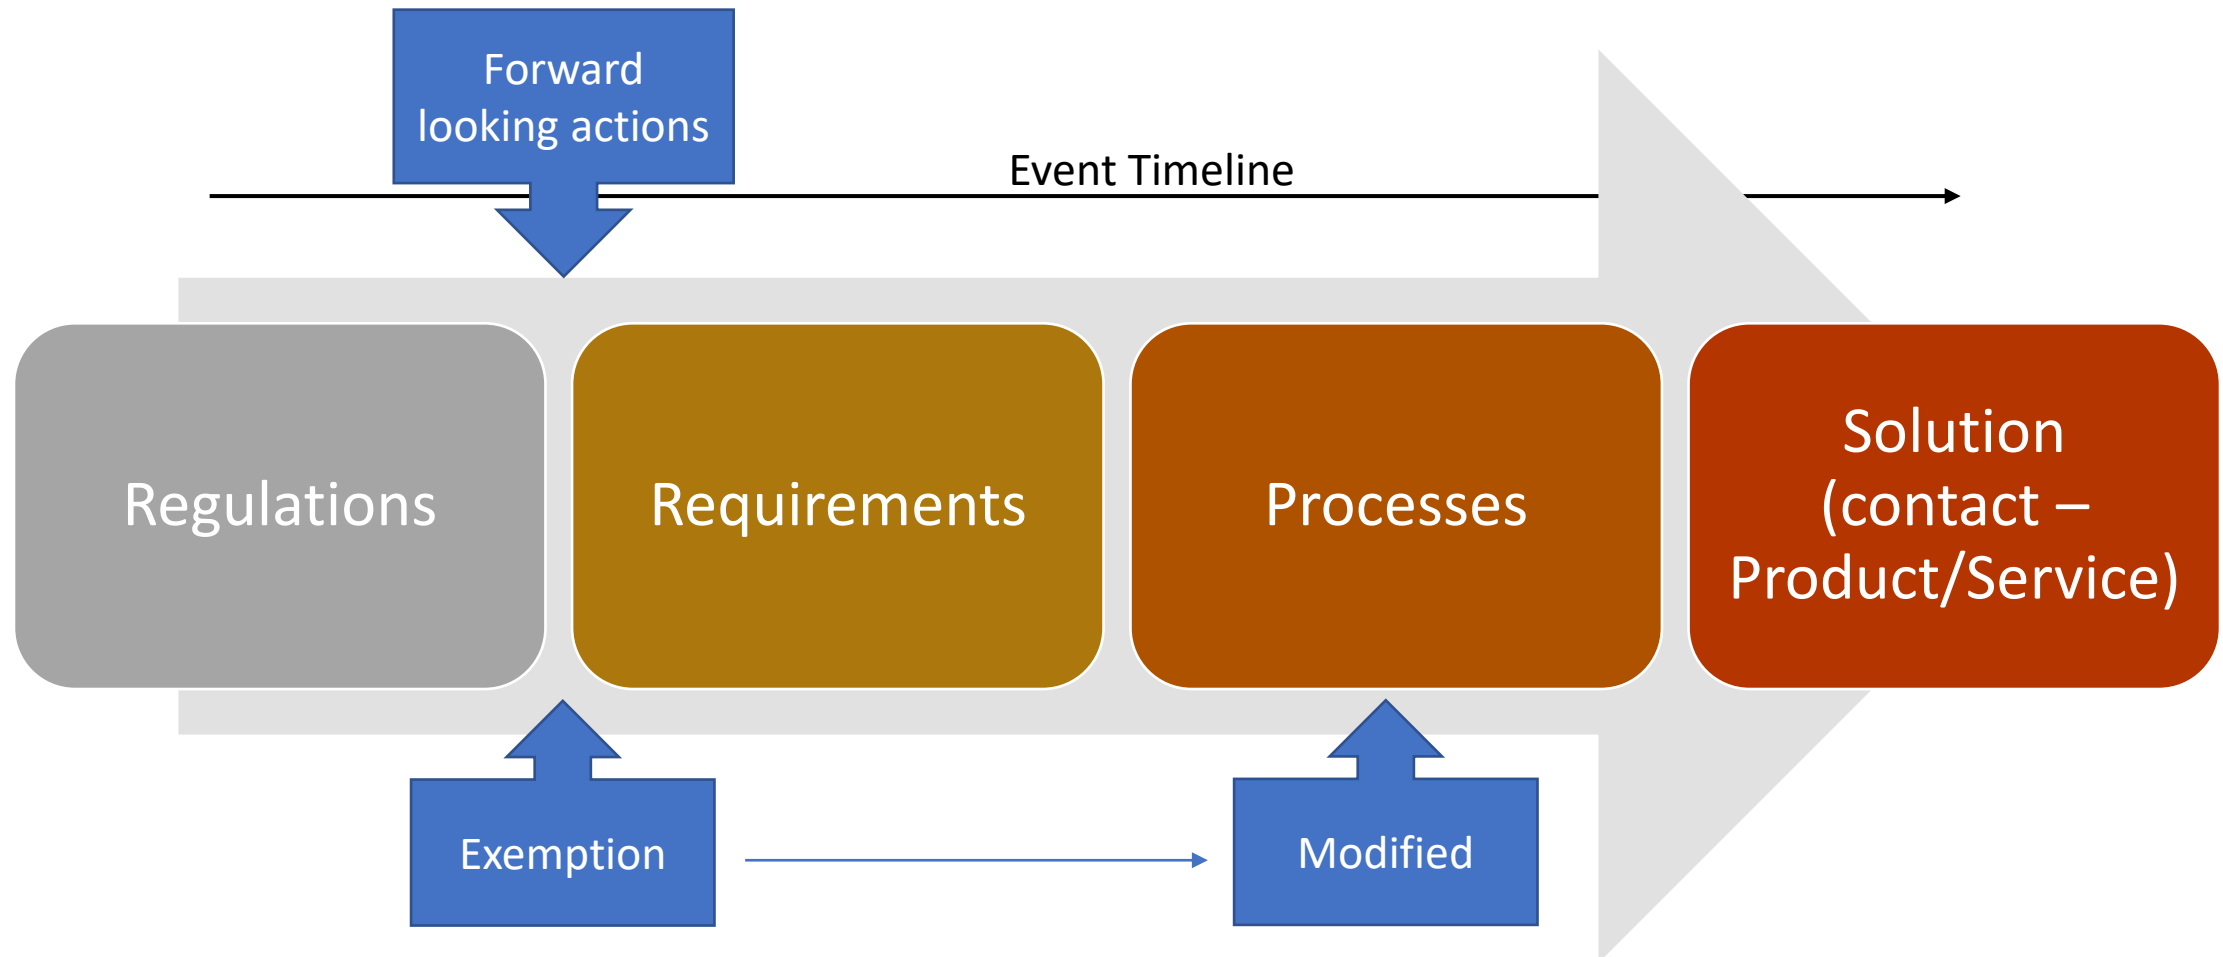 Forward
looking actions
Event Timeline
Regulations
Requirements
Processes
Solution
(contact –
Product/Service)
Exemption
Modified